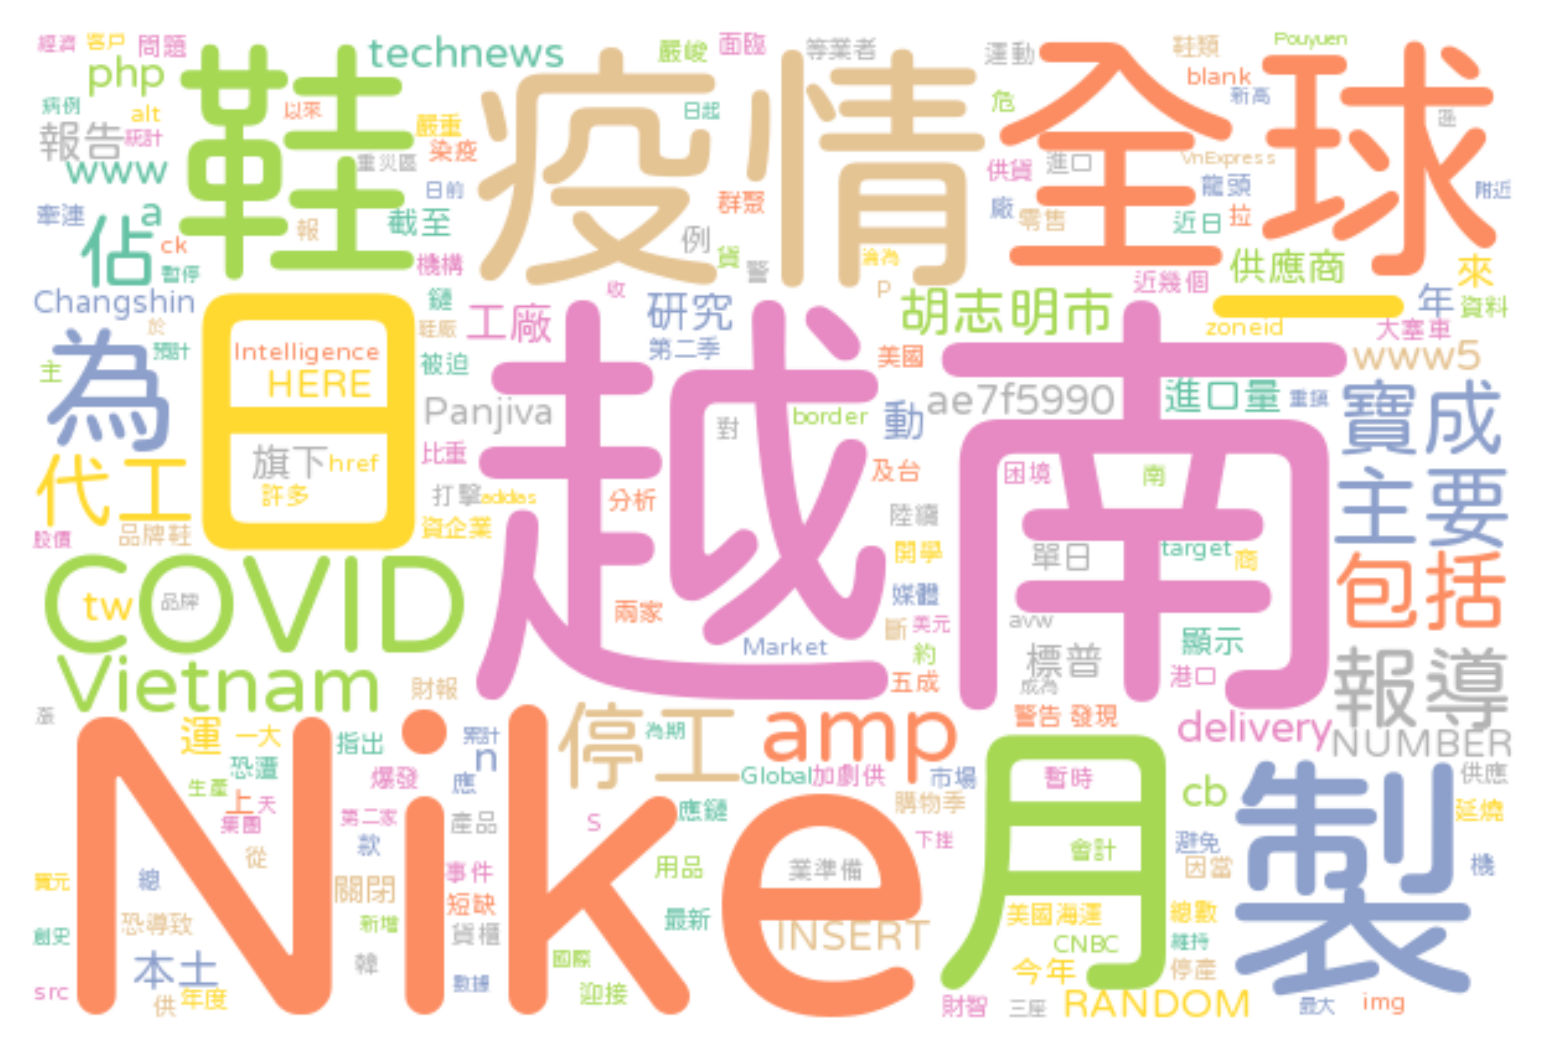 經濟 客戶 問題 technews 嚴峻 面臨 等業者 運動 鞋類 Pouyuen
php 鞋 疫情 全球 blank 新高
病例 alt 以來 日起 危
報告 統計 嚴重 染疫 重災區 供貨 進口 VnExpress
www 日前 群聚 龍頭 附近
牽連 a 截至 報 廠 零售 近日 拉
佔 ck 暫停 機構 例 貨 警 淪為 供應商 來
Changshin 鏈 收 研究 P 胡志明市 近幾個 一 年 資料
於 鞋廠 工廠 越南 zoneid 大塞車
為 預計 日 Intelligence 被迫 第二季 美國 www5
主 HERE Panjiva 對 border 動 ae7f5990 進口量 重鎮 寶成
代工 旗下 href 比重 及台 困境 南
許多 打擊 adidas 分析 陸續 主要
股價 品牌鞋 資企業 開學 單日 target 商
COVID 媒體 包括
tw 品牌 兩家 斷 美元 avw
Vietnam Market 約 標普 顯示 報導
財報 五成 成為 港口
漲 停工 為期 amp 警告 發現 delivery NUMBER
Nike 運 一大 指出 累計 n
恐遭 爆發 應 Global 加劇供 市場 月 暫時 cb 製 供應
生產 上 天 集團 第二家 產品 S 應鏈 購物季 延燒
從 款 下挫 會計 避免
總 事件 用品 業準備 因當 機
關閉 短缺 美國海運 總數
恐導致 新增 貨櫃 最新 INSERT CNBC 維持
創史 本土 韓 國際 今年 停產
src 供 年度 數據 迎接 財智 三座 RANDOM 最大 img